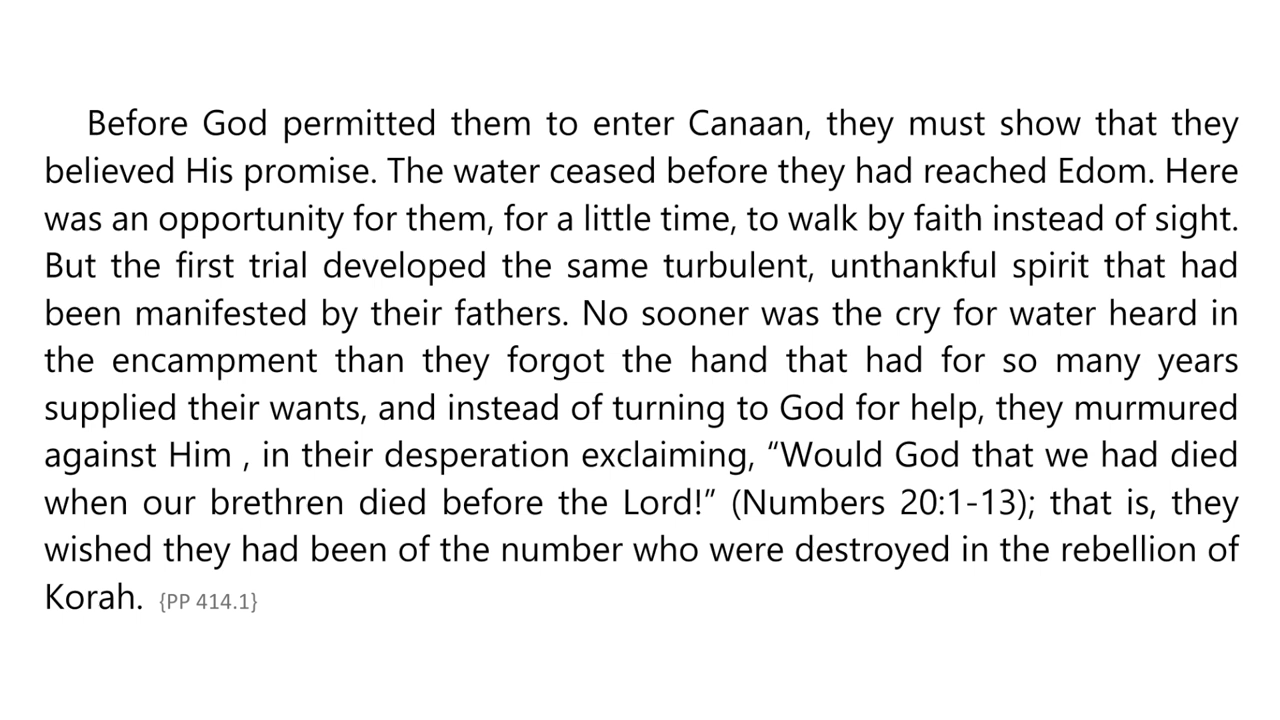 Before God permitted them to enter Canaan, they must show that they
believed His promise. The water ceased before they had reached Edom. Here
was an opportunity for them, for a little time, to walk by faith instead of sight.
But the first trial developed the same turbulent, unthankful spirit that had
been manifested by their fathers. No sooner was the cry for water heard in
the encampment than they forgot the hand that had for so many years
supplied their wants, and instead of turning to God for help, they murmured
against Him , in their desperation exclaiming, “Would God that we had died
when our brethren died before the Lord!” (Numbers 20:1-13); that is, they
wished they had been of the number who were destroyed in the rebellion of
Korah. {PP 414.1}